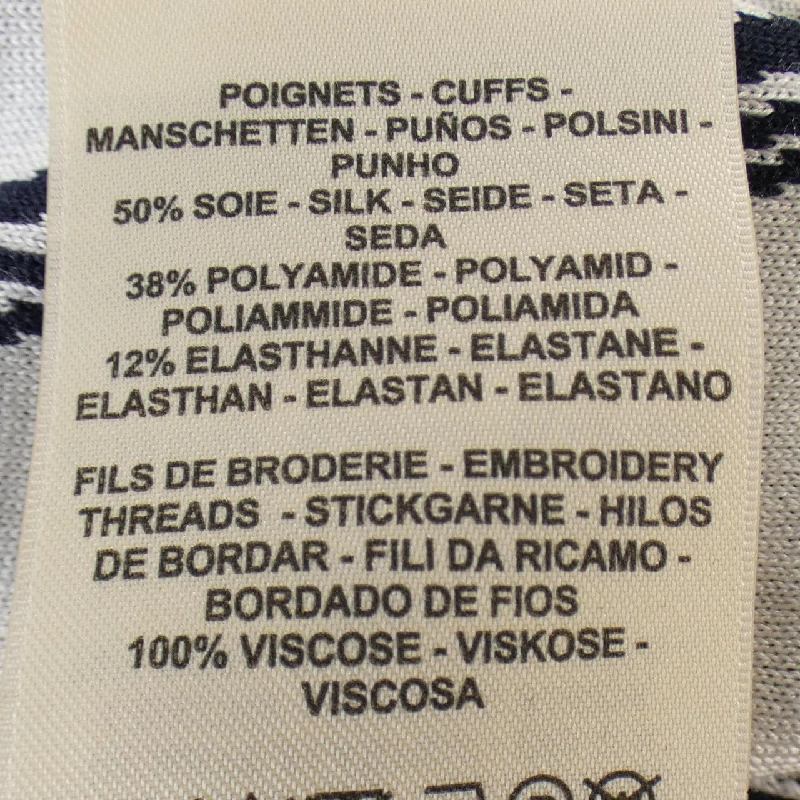 POIGNETS - CUFFS -
MANSCHETTEN - PUÑOS - POLSINI -
PUNHO
50% SOIE - SILK - SEIDE - SETA -
SEDA
38% POLYAMIDE - POLYAMID -
POLIAMMIDE - POLIAMIDA
12% ELASTHANNE - ELASTANE -
ELASTHAN - ELASTAN - ELASTANO
FILS DE BRODERIE - EMBROIDERY
THREADS - STICKGARNE - HILOS
DE BORDAR - FILI DA RICAMO -
BORDADO DE FIOS
100% VISCOSE - VISKOSE -
VISCOSA